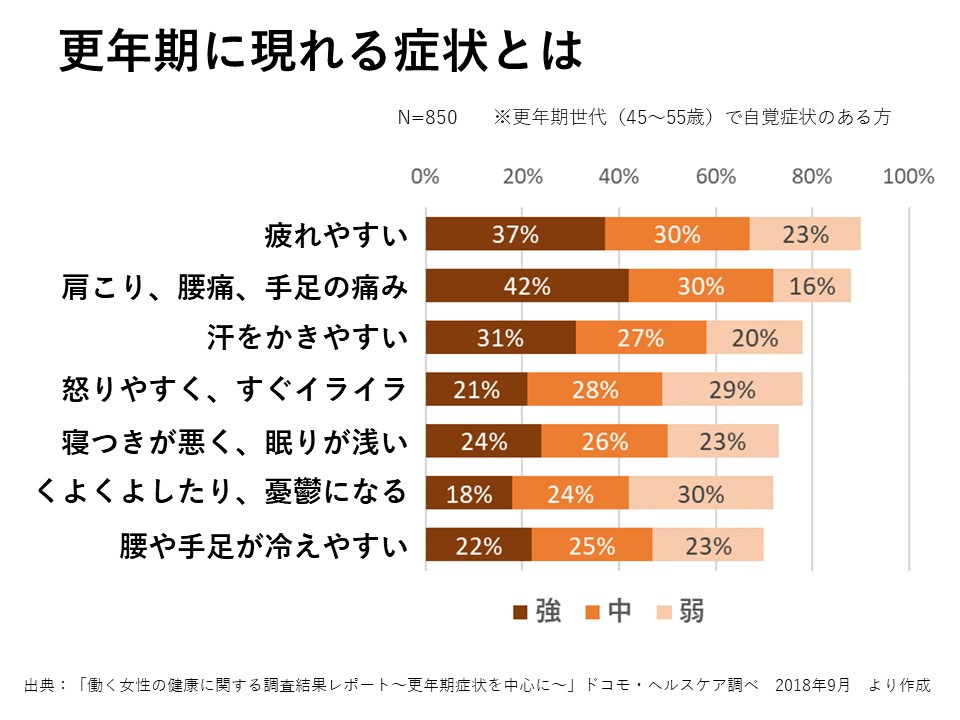 更年期に現れる症状とは
N=850 ※更年期世代（45～55歳）で自覚症状のある方
0% 20% 40% 60% 80% 100%
疲れやすい 37% 30% 23%
肩こり、腰痛、手足の痛み 42% 30% 16%
汗をかきやすい 31% 27% 20%
怒りやすく、すぐイライラ 21% 28% 29%
寝つきが悪く、眠りが浅い 24% 26% 23%
くよくよしたり、憂鬱になる 18% 24% 30%
腰や手足が冷えやすい 22% 25% 23%
強 中 弱
出典：「働く女性の健康に関する調査結果レポート～更年期症状を中心に～」ドコモ・ヘルスケア調べ 2018年9月 より作成